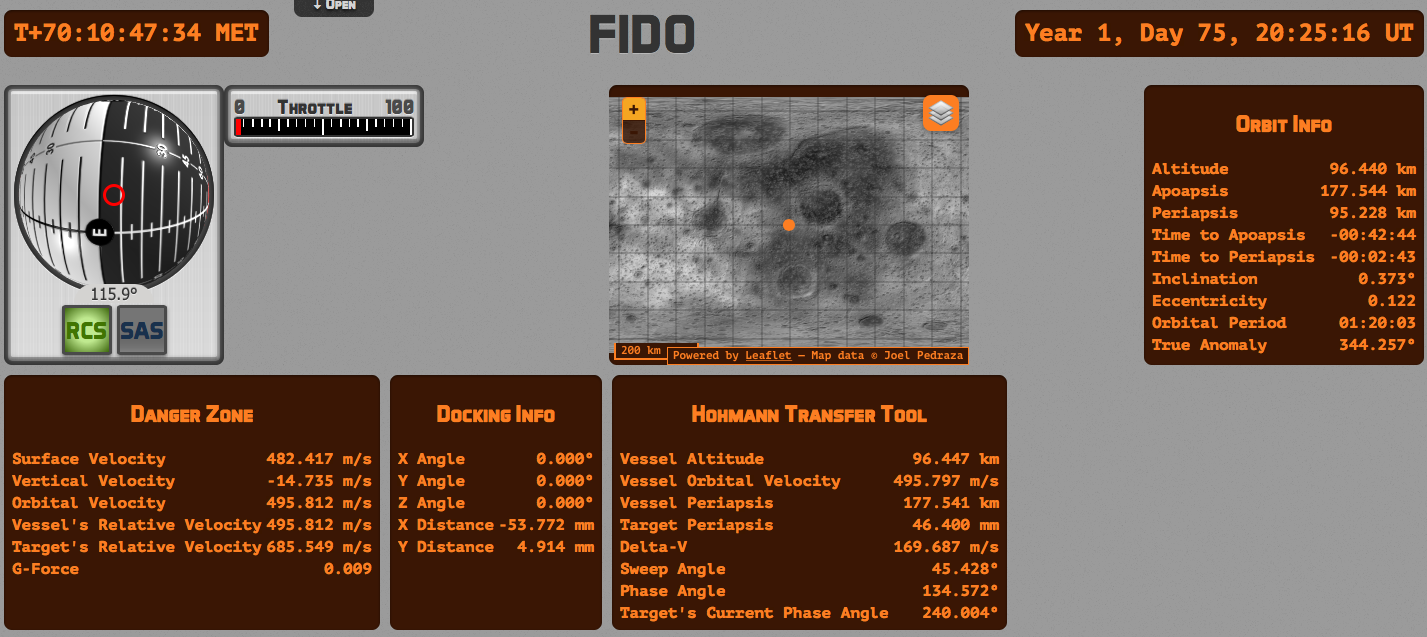 ↓ Open
T+70:10:47:34 MET
FIDO
Year 1, Day 75, 20:25:16 UT
30
30
45
E
115.9°
RCS SAS
0 Throttle 100
+
-
200 km
Powered by Leaflet — Map data © Joel Pedraza
Orbit Info
Altitude 96.440 km
Apoapsis 177.544 km
Periapsis 95.228 km
Time to Apoapsis -00:42:44
Time to Periapsis -00:02:43
Inclination 0.373°
Eccentricity 0.122
Orbital Period 01:20:03
True Anomaly 344.257°
Danger Zone
Surface Velocity 482.417 m/s
Vertical Velocity -14.735 m/s
Orbital Velocity 495.812 m/s
Vessel's Relative Velocity 495.812 m/s
Target's Relative Velocity 685.549 m/s
G-Force 0.009
Docking Info
X Angle 0.000°
Y Angle 0.000°
Z Angle 0.000°
X Distance -53.772 mm
Y Distance 4.914 mm
Hohmann Transfer Tool
Vessel Altitude 96.447 km
Vessel Orbital Velocity 495.797 m/s
Vessel Periapsis 177.541 km
Target Periapsis 46.400 mm
Delta-V 169.687 m/s
Sweep Angle 45.428°
Phase Angle 134.572°
Target's Current Phase Angle 240.004°